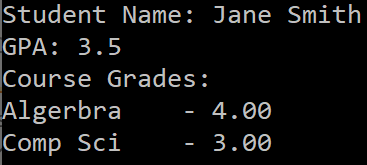 Student Name: Jane Smith
GPA: 3.5
Course Grades:
Algerbra    - 4.00
Comp Sci    - 3.00